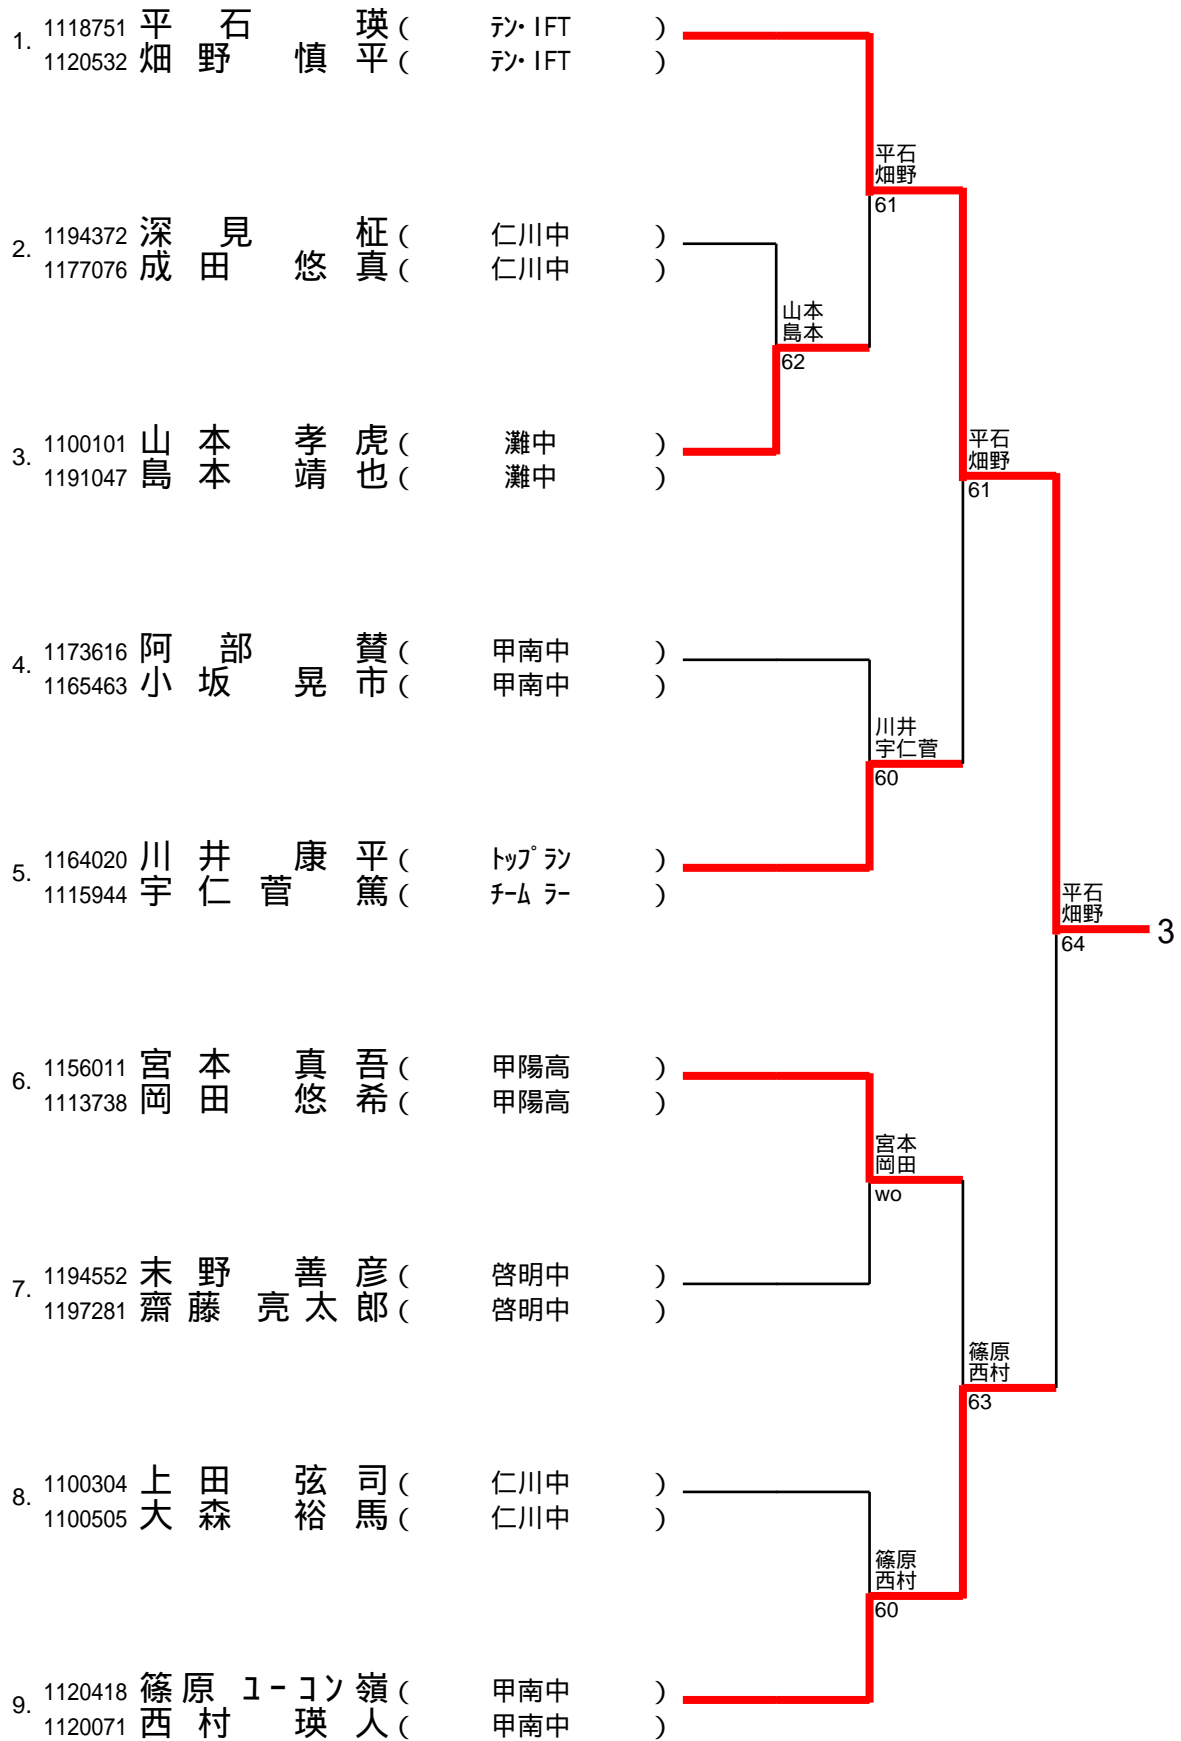 1. 1118751 平石 瑛 ( テン・IFT )
1120532 畑野 慎平 ( テン・IFT )
平石
畑野
61
2. 1194372 深見 柾 ( 仁川中 )
1177076 成田 悠真 ( 仁川中 )
山本
島本
62
3. 1100101 山本 孝虎 ( 灘中 )
1191047 島本 靖也 ( 灘中 )
平石
畑野
61
4. 1173616 阿部 賛 ( 甲南中 )
1165463 小坂 晃市 ( 甲南中 )
川井
宇仁菅
60
5. 1164020 川井 康平 ( トップラン )
1115944 宇仁菅 篤 ( チームラー )
平石
畑野
64
3
6. 1156011 宮本 真吾 ( 甲陽高 )
1113738 岡田 悠希 ( 甲陽高 )
宮本
岡田
wo
7. 1194552 末野 善彦 ( 啓明中 )
1197281 齋藤 亮太郎 ( 啓明中 )
篠原
西村
63
8. 1100304 上田 弦司 ( 仁川中 )
1100505 大森 裕馬 ( 仁川中 )
篠原
西村
60
9. 1120418 篠原 ユーコン嶺 ( 甲南中 )
1120071 西村 瑛人 ( 甲南中 )